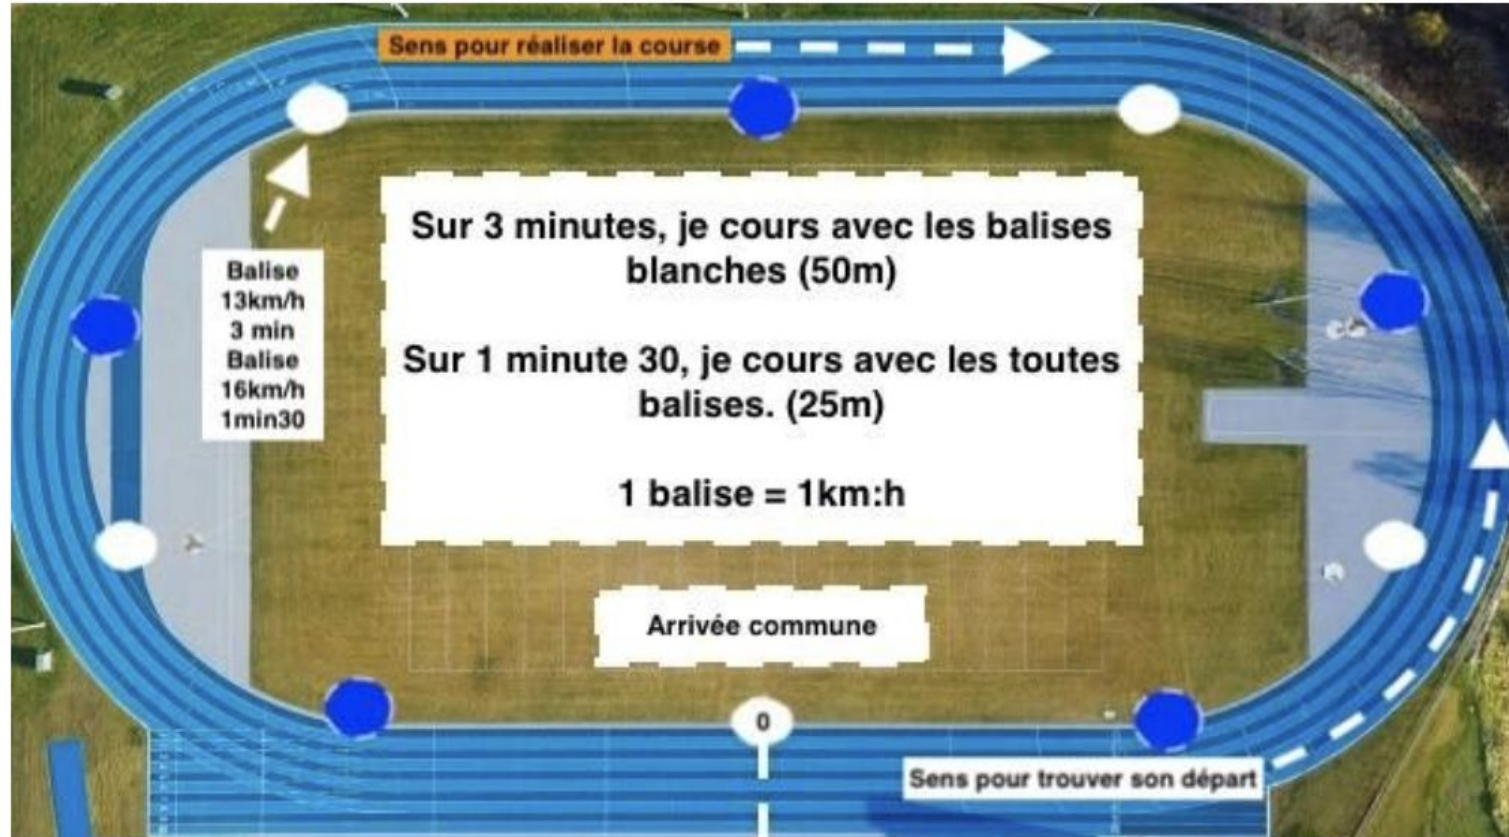 Sens pour réaliser la course
Sur 3 minutes, je cours avec les balises
blanches (50m)
Sur 1 minute 30, je cours avec les toutes
balises. (25m)
1 balise = 1km:h
Balise
13km/h
3 min
Balise
16km/h
1min30
Arrivée commune
0
Sens pour trouver son départ